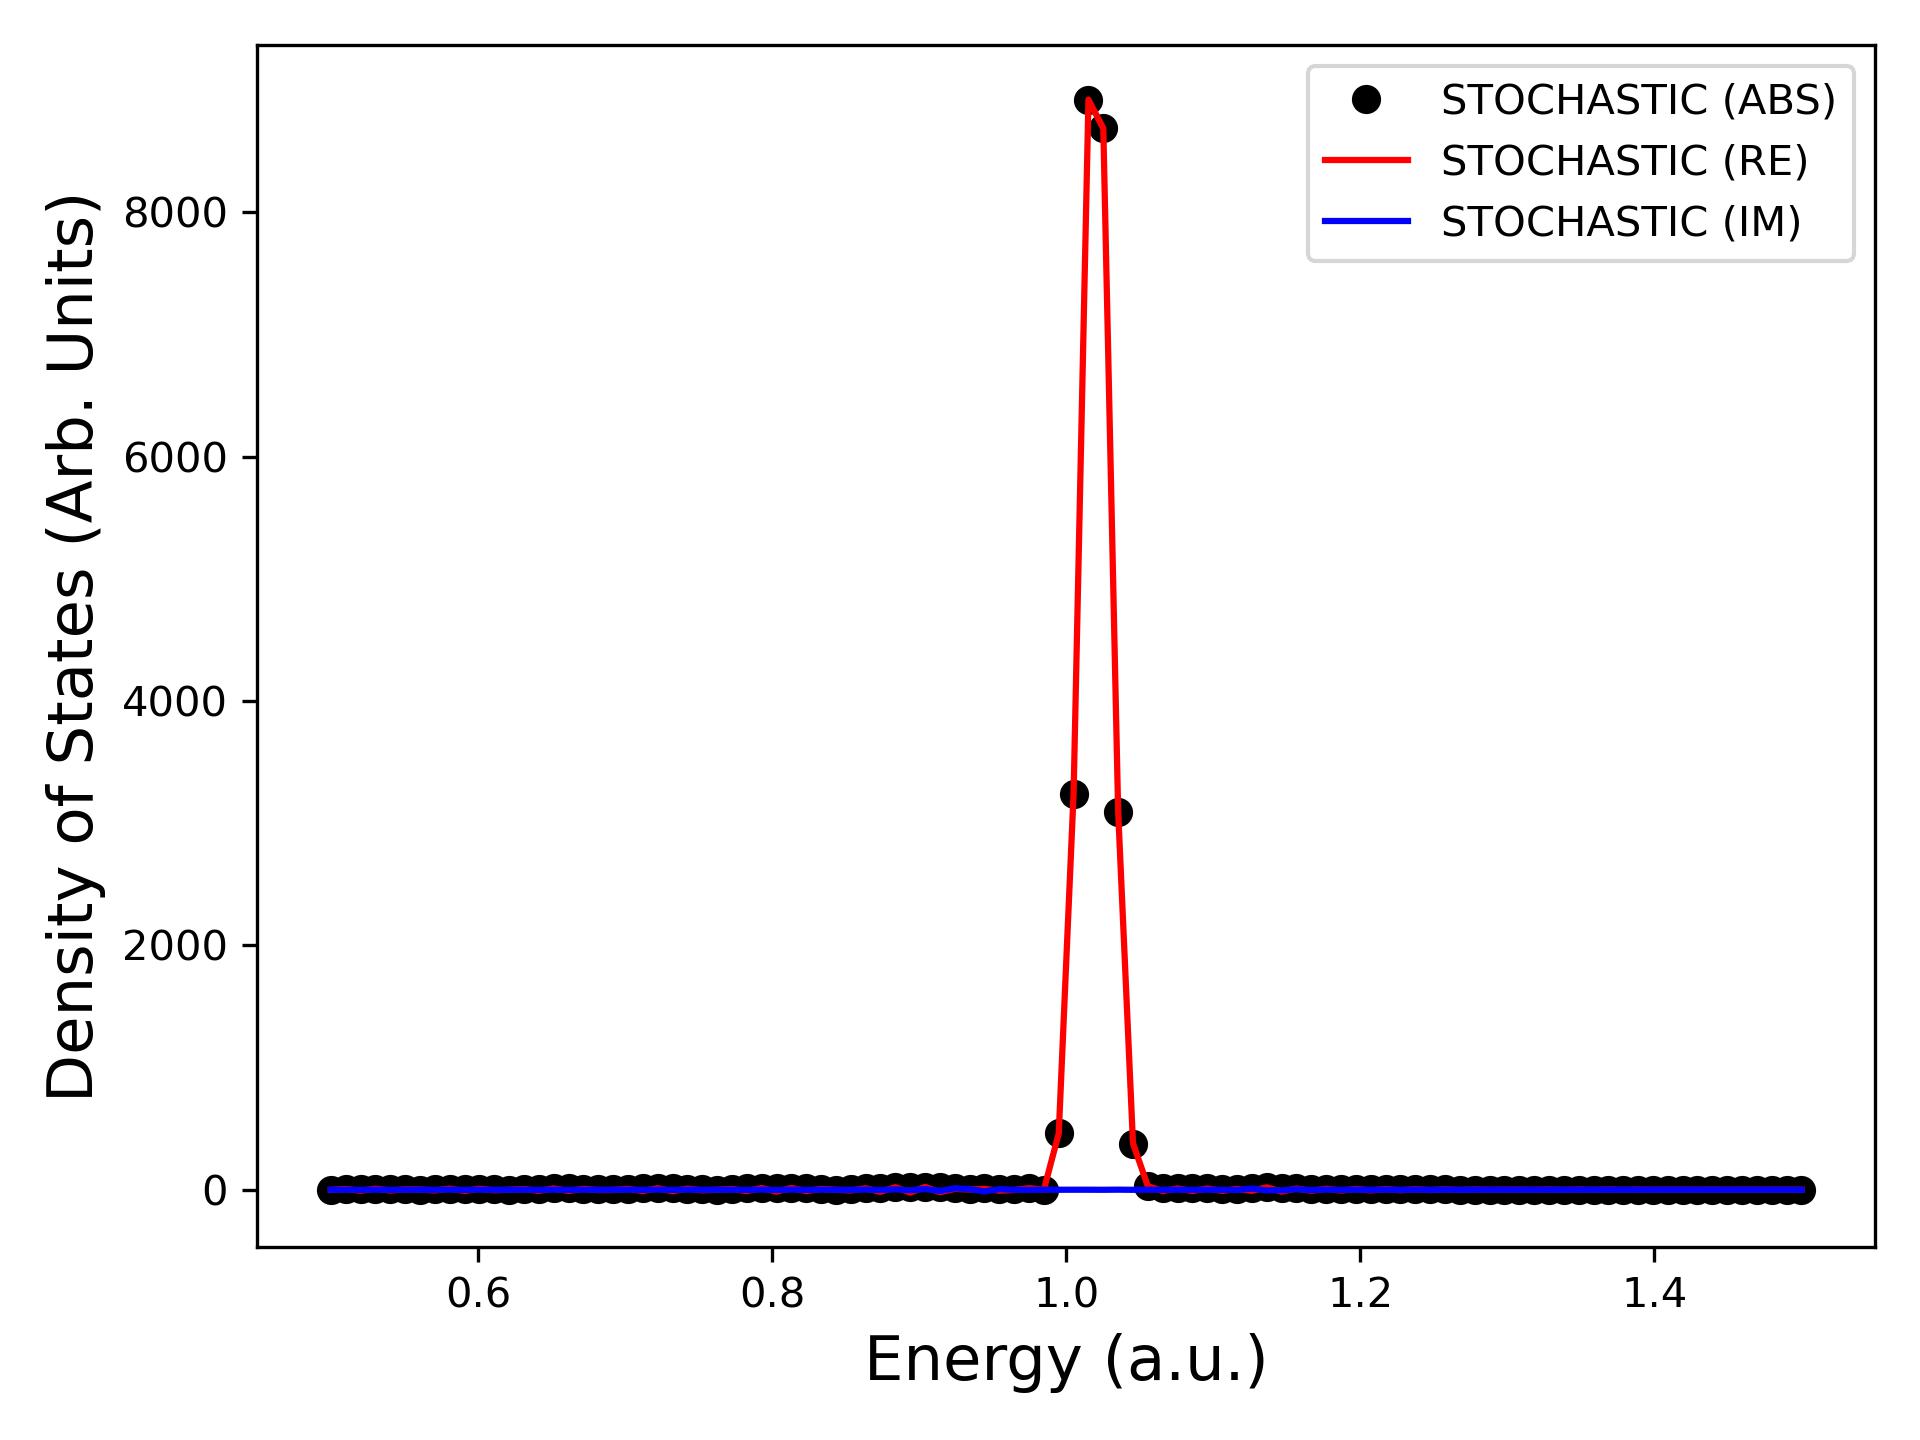 STOCHASTIC (ABS)
STOCHASTIC (RE)
STOCHASTIC (IM)
Density of States (Arb. Units)
8000
6000
4000
2000
0
0.6 0.8 1.0 1.2 1.4
Energy (a.u.)